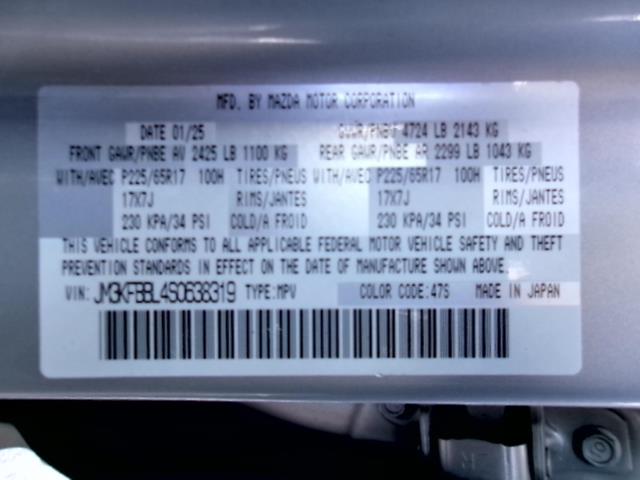 MFD. BY MAZDA MOTOR CORPORATION
DATE 01/25 GVWR/PNBV 4724 LB 2143 KG
FRONT GAWR/PNBE AV 2425 LB 1100 KG REAR GAWR/PNBE AR 2299 LB 1043 KG
WITH/AVEC P225/65R17 100H TIRES/PNEUS WITH/AVEC P225/65R17 100H TIRES/PNEUS
17X7J RIMS/JANTES 17X7J RIMS/JANTES
230 KPA/34 PSI COLD/A FROID 230 KPA/34 PSI COLD/A FROID
THIS VEHICLE CONFORMS TO ALL APPLICABLE FEDERAL MOTOR VEHICLE SAFETY AND THEFT
PREVENTION STANDARDS IN EFFECT ON THE DATE OF MANUFACTURE SHOWN ABOVE.
VIN: JM3KFBBL4S0638319 TYPE:MPV COLOR CODE:47S MADE IN JAPAN